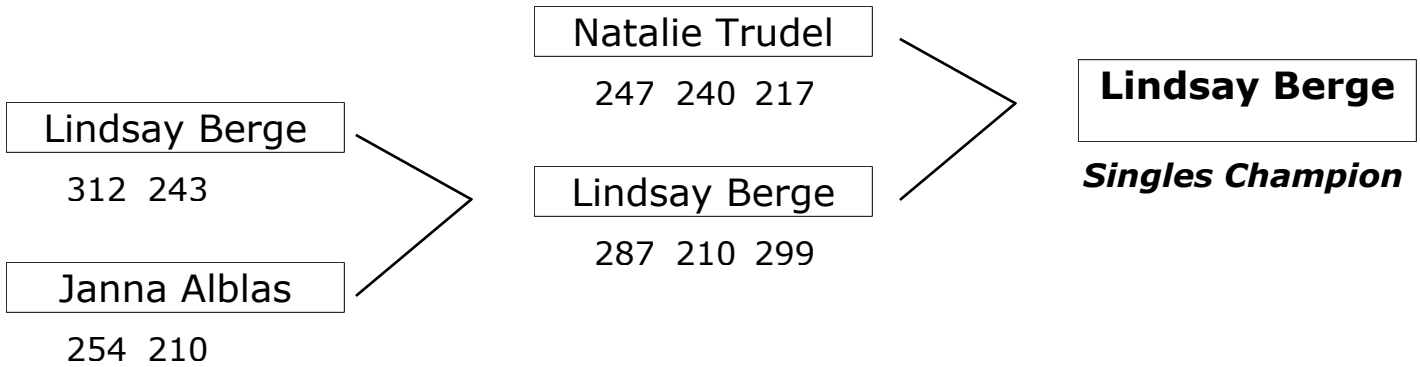 Lindsay Berge
312 243
Janna Alblas
254 210
Natalie Trudel
247 240 217
Lindsay Berge
287 210 299
Lindsay Berge
Singles Champion